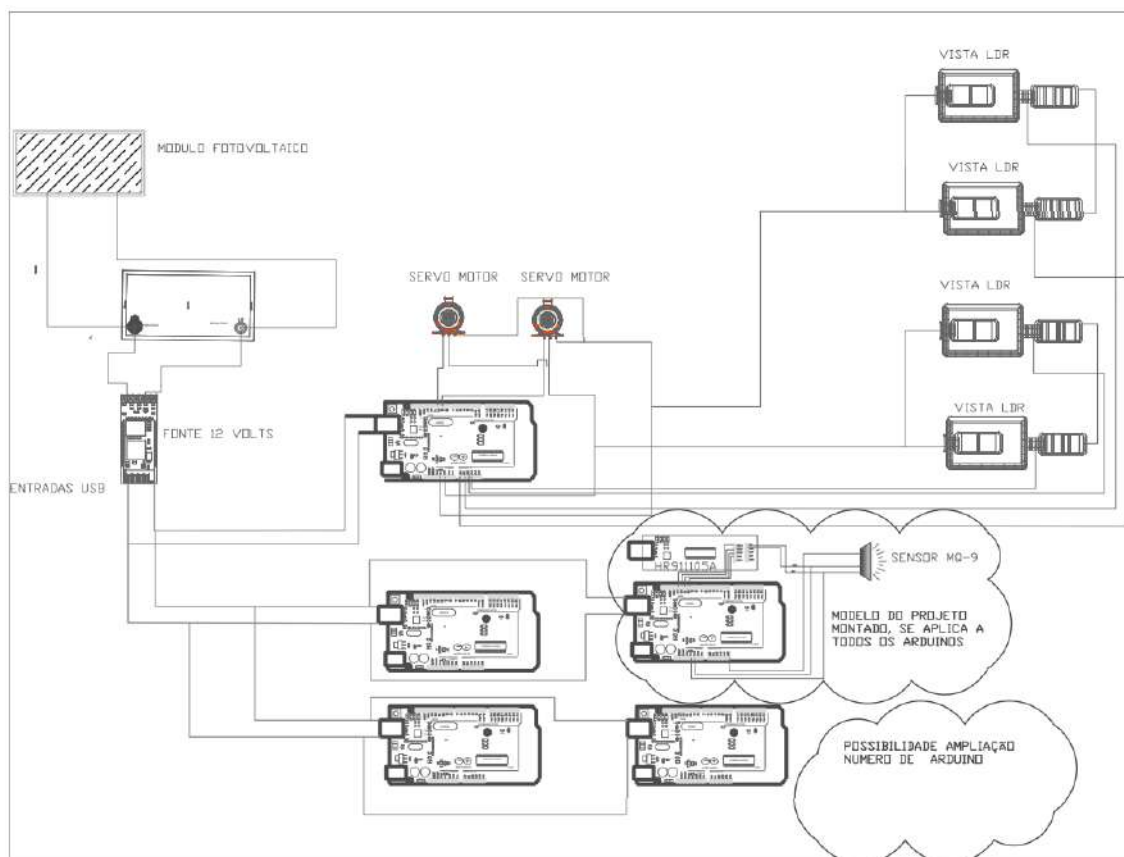 VISTA LDR
MODULO FOTOVOLTAICO
VISTA LDR
SERVO MOTOR
SERVO MOTOR
VISTA LDR
VISTA LDR
FONTE 12 VOLTS
ENTRADAS USB
SENSOR MQ-9
HR911105A
MODELO DO PROJETO
MONTADO, SE APLICA A
TODOS OS ARDUINOS
POSSIBILIDADE AMPLIAÇÃO
NUMERO DE ARDUINO